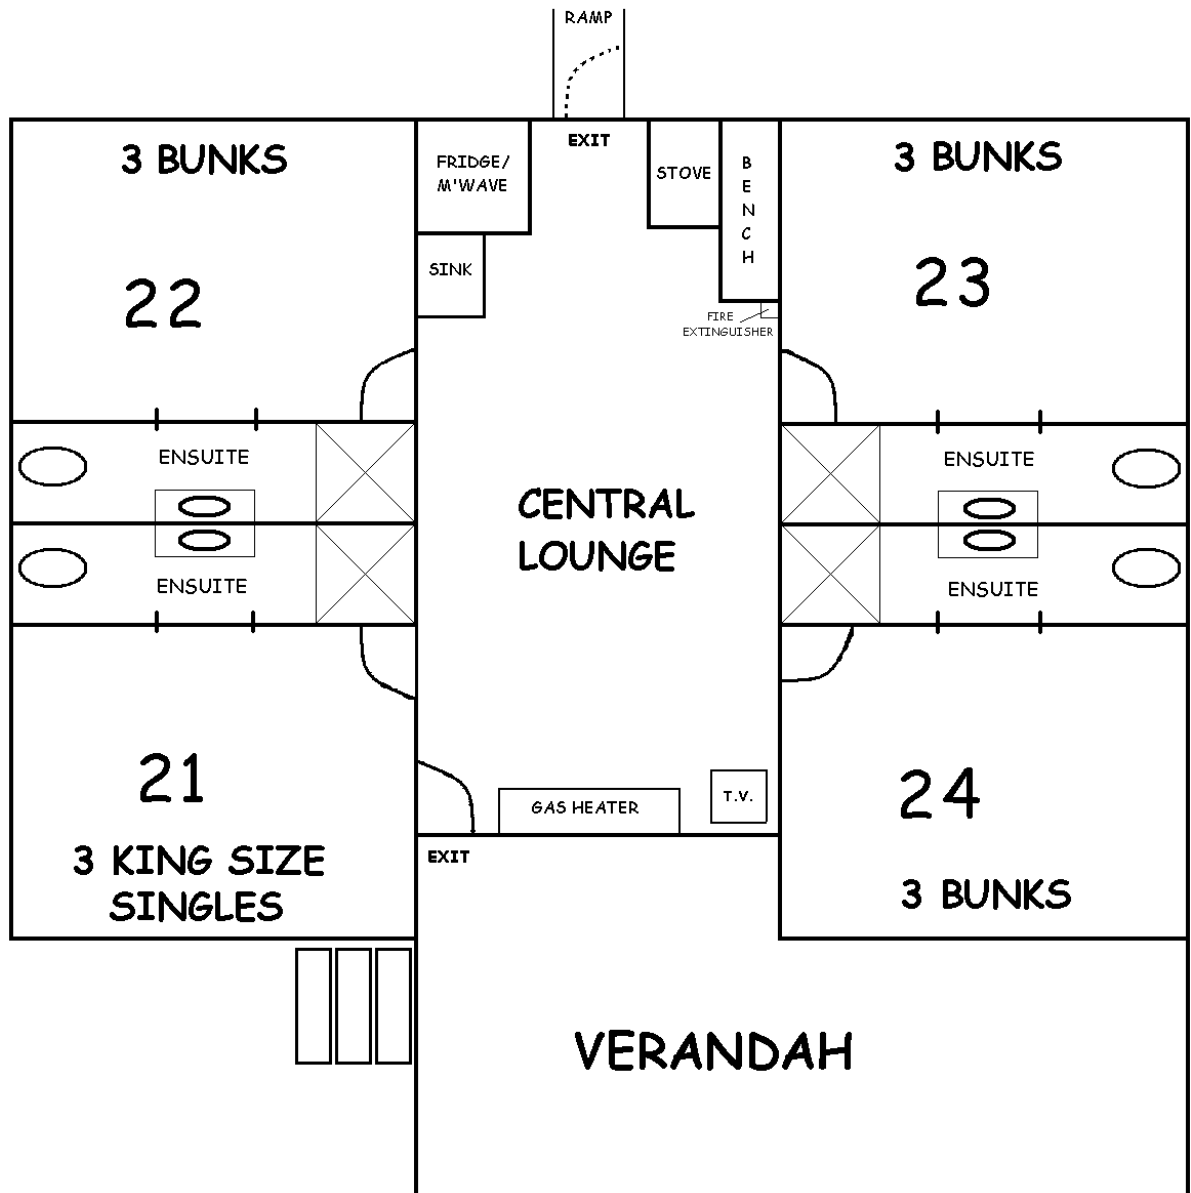 RAMP
EXIT
3 BUNKS
FRIDGE/
M'WAVE
STOVE
B
E
N
C
H
3 BUNKS
22
SINK
23
FIRE
EXTINGUISHER
ENSUITE
ENSUITE
CENTRAL
LOUNGE
ENSUITE
ENSUITE
21
3 KING SIZE
SINGLES
GAS HEATER
T.V.
24
3 BUNKS
EXIT
VERANDAH